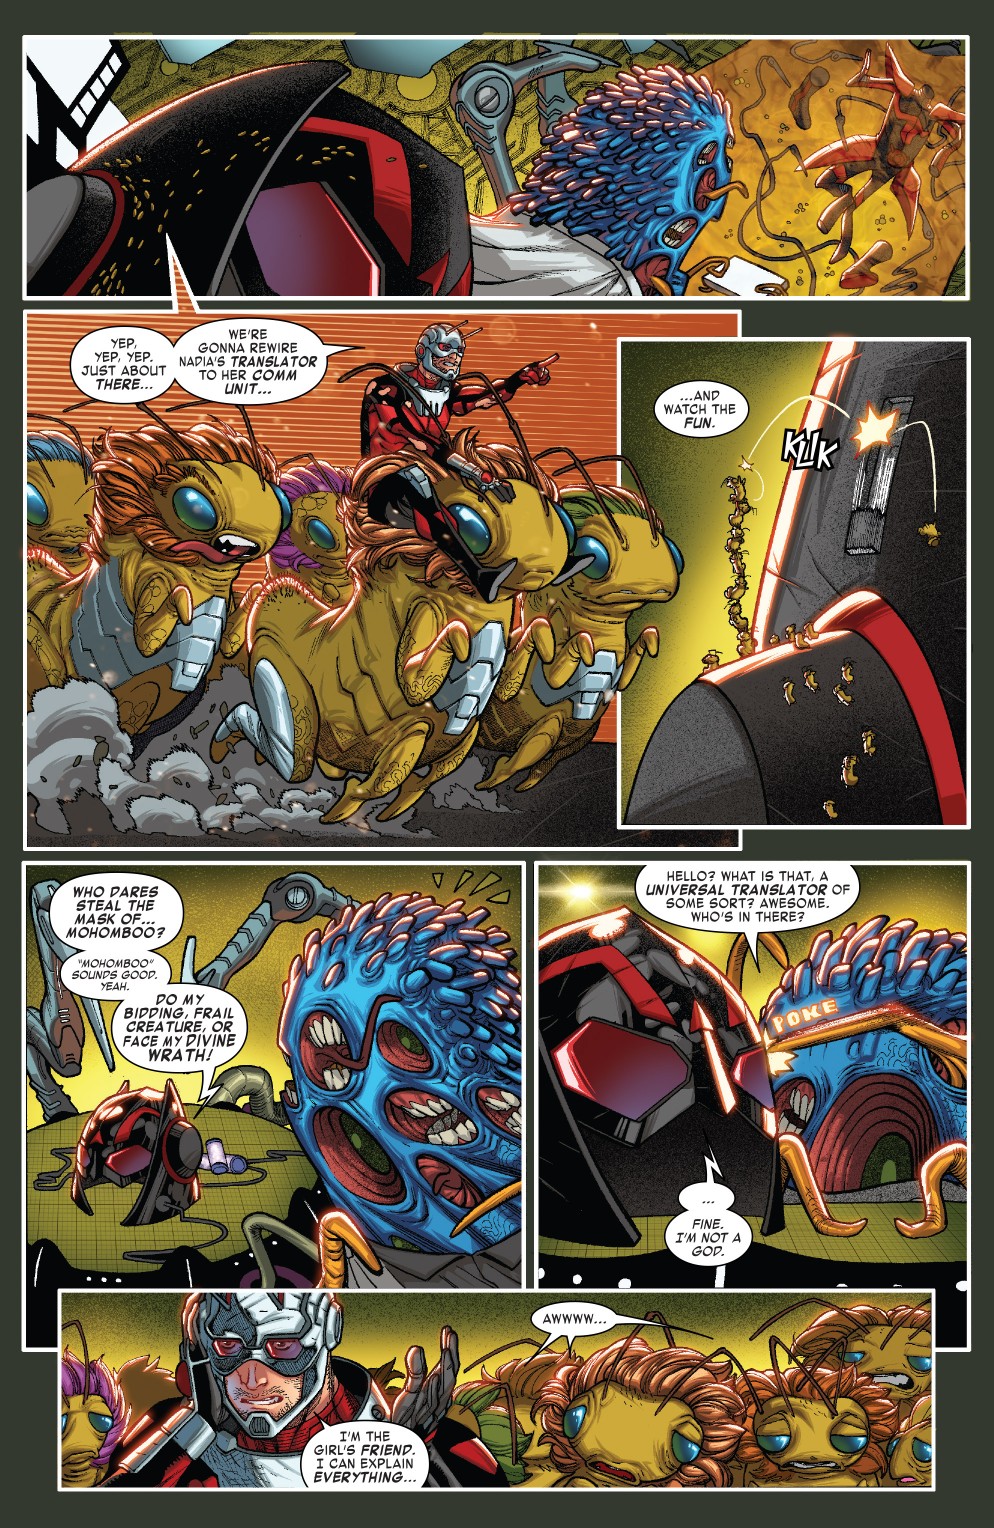 YEP,
YEP, YEP.
JUST ABOUT
THERE...
WE'RE
GONNA REWIRE
NADIA'S TRANSLATOR
TO HER COMM
UNIT...
...AND
WATCH THE
FUN.
KLIK
WHO DARES
STEAL THE
MASK OF...
MOHOMBOO?
"MOHOMBOO"
SOUNDS GOOD.
YEAH.
DO MY
BIDDING, FRAIL
CREATURE, OR
FACE MY DIVINE
WRATH!
HELLO? WHAT IS THAT, A
UNIVERSAL TRANSLATOR OF
SOME SORT? AWESOME.
WHO'S IN THERE?
POKE
...
FINE.
I'M NOT A
GOD.
AWWWW...
I'M THE
GIRL'S FRIEND.
I CAN EXPLAIN
EVERYTHING...